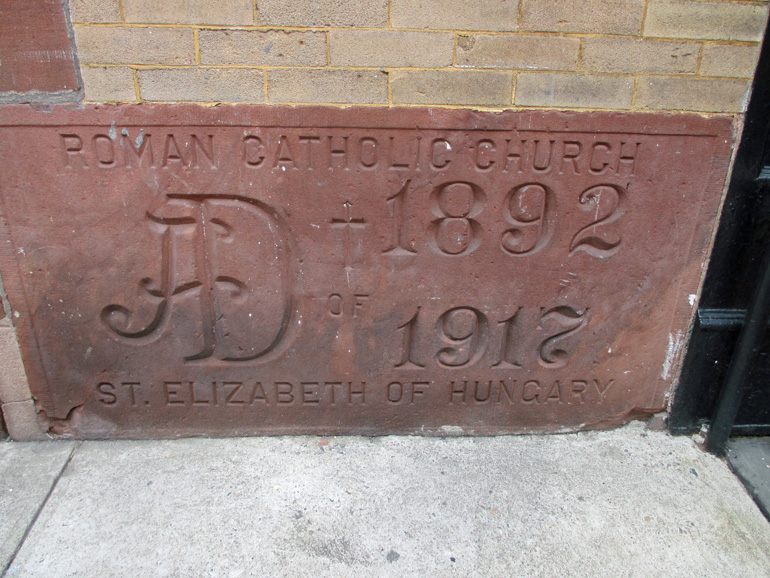 ROMAN CATHOLIC CHURCH
AD 1892
OF 1917
ST. ELIZABETH OF HUNGARY